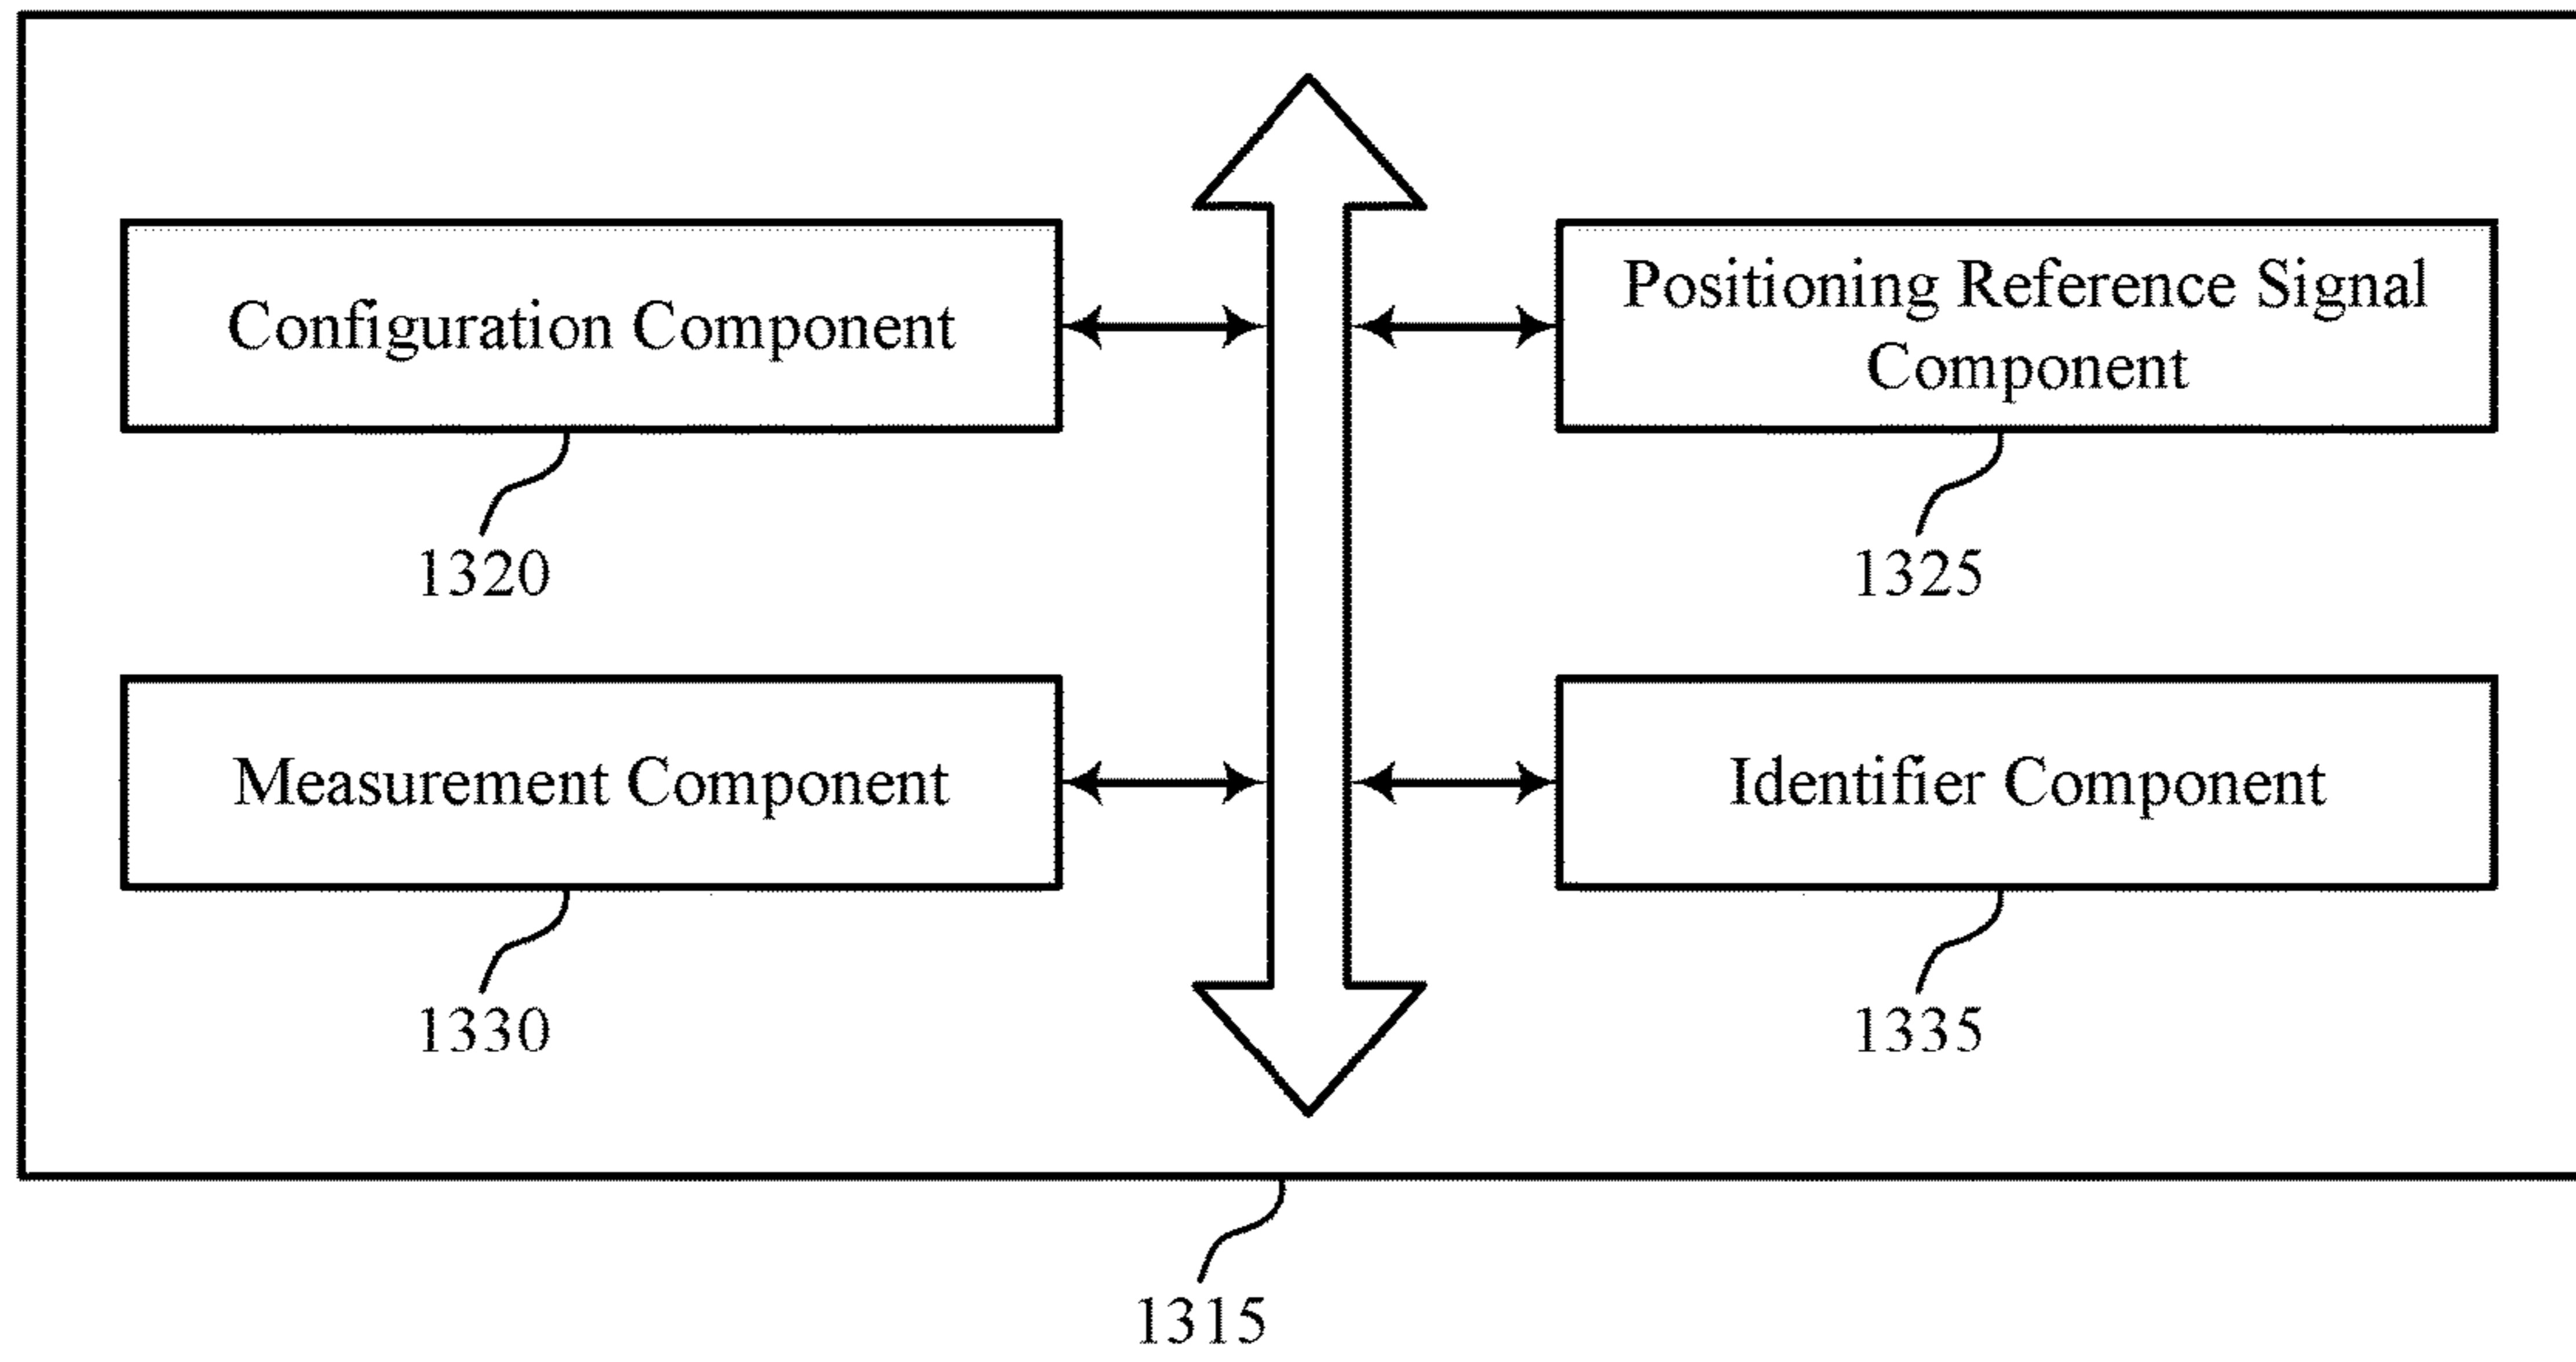 Configuration Component
Positioning Reference Signal
Component
1320
1325
Measurement Component
Identifier Component
1330
1335
1315